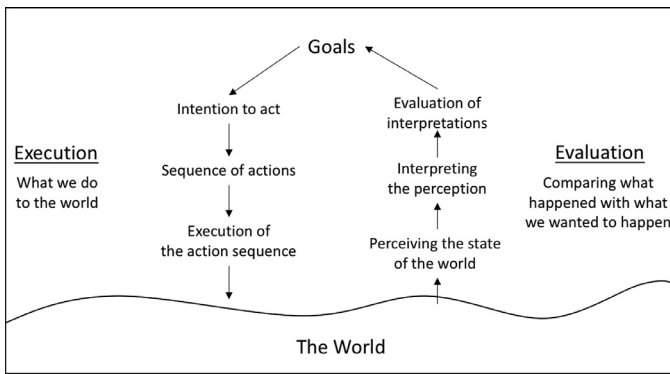 Goals
Execution
What we do
to the world
Intention to act
Sequence of actions
Execution of
the action sequence
Evaluation of
interpretations
Interpreting
the perception
Perceiving the state
of the world
Evaluation
Comparing what
happened with what
we wanted to happen
The World